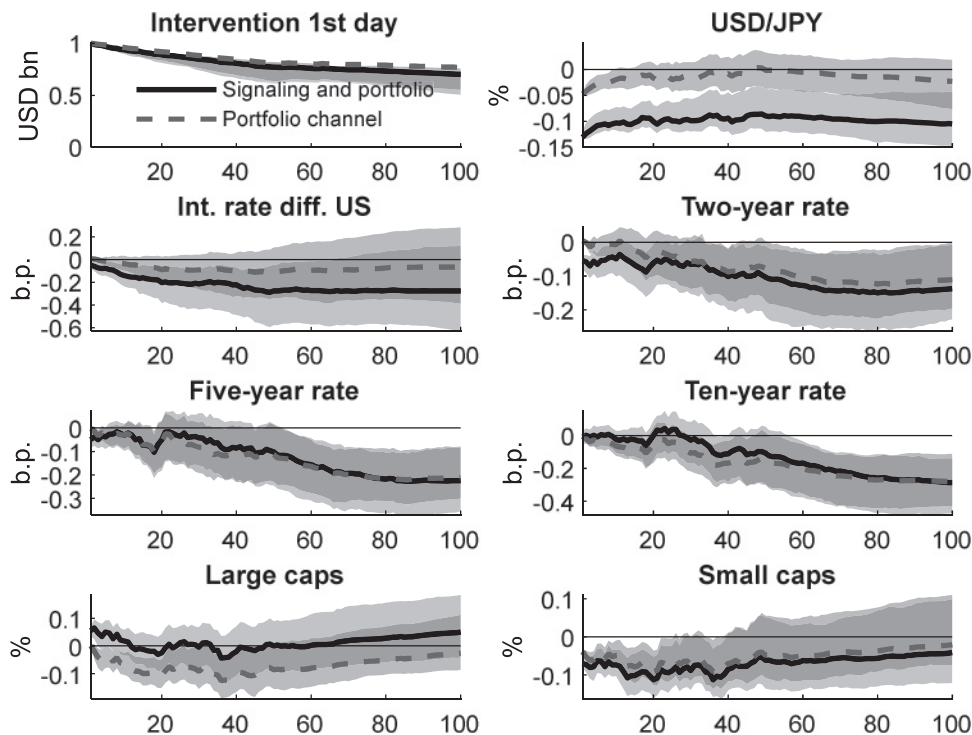 Intervention 1st day
USD bn
1
0.5
0
Signaling and portfolio
Portfolio channel
20 40 60 80 100
USD/JPY
%
0
-0.05
-0.1
-0.15
20 40 60 80 100
Int. rate diff. US
b.p.
0.2
0
-0.2
-0.4
-0.6
20 40 60 80 100
Two-year rate
b.p.
0
-0.1
-0.2
20 40 60 80 100
Five-year rate
b.p.
0
-0.1
-0.2
-0.3
20 40 60 80 100
Ten-year rate
b.p.
0
-0.2
-0.4
20 40 60 80 100
Large caps
%
0.1
0
-0.1
20 40 60 80 100
Small caps
%
0.1
0
-0.1
20 40 60 80 100